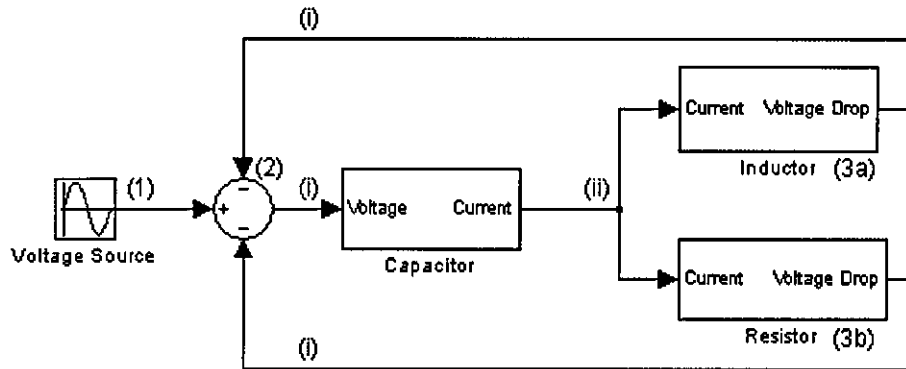 (i)
Current Voltage Drop
Inductor (3a)
(1)
(2)
(i)
(ii)
+
−
−
Voltage Current
Voltage Source
Capacitor
Current Voltage Drop
Resistor (3b)
(i)